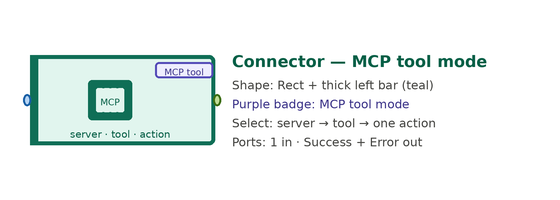 MCP tool
MCP
server · tool · action
Connector — MCP tool mode
Shape: Rect + thick left bar (teal)
Purple badge: MCP tool mode
Select: server → tool → one action
Ports: 1 in · Success + Error out